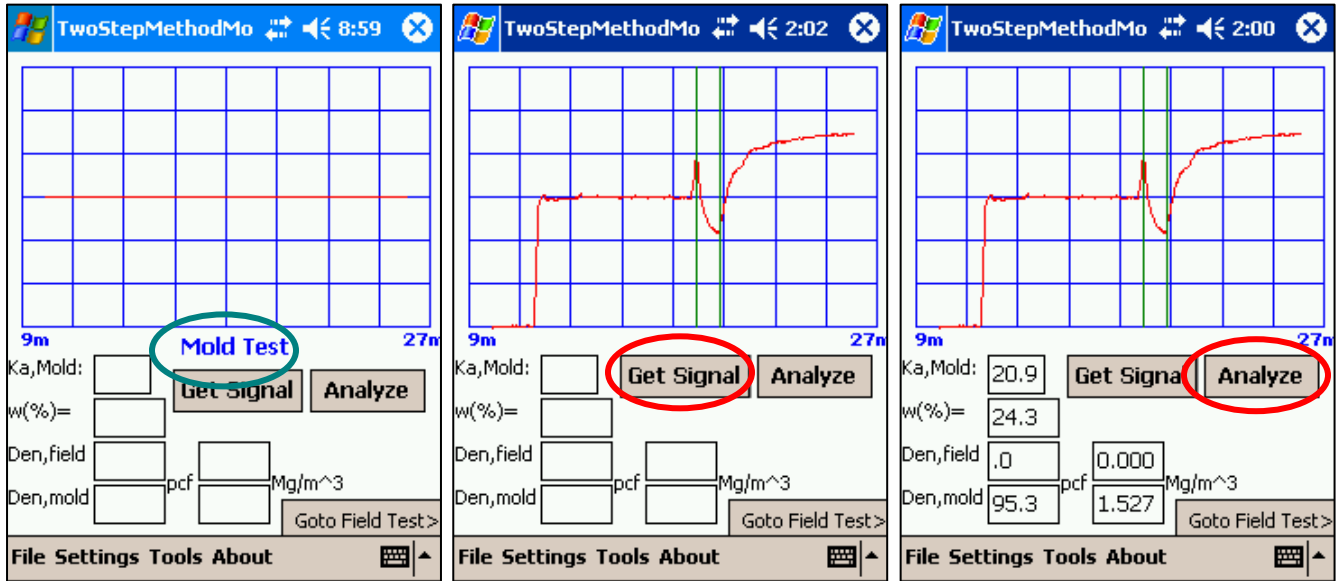 TwoStepMethodMo 8:59
9m 27m
Mold Test
Ka,Mold:
Get Signal Analyze
w(%)=
Den,field
pcf Mg/m^3
Den,mold
Goto Field Test>
File Settings Tools About
TwoStepMethodMo 2:02
9m 27m
Ka,Mold:
Get Signal Analyze
w(%)=
Den,field
pcf Mg/m^3
Den,mold
Goto Field Test>
File Settings Tools About
TwoStepMethodMo 2:00
9m 27m
Ka,Mold: 20.9 Get Signal Analyze
w(%)= 24.3
Den,field .0 0.000
pcf Mg/m^3
Den,mold 95.3 1.527
Goto Field Test>
File Settings Tools About